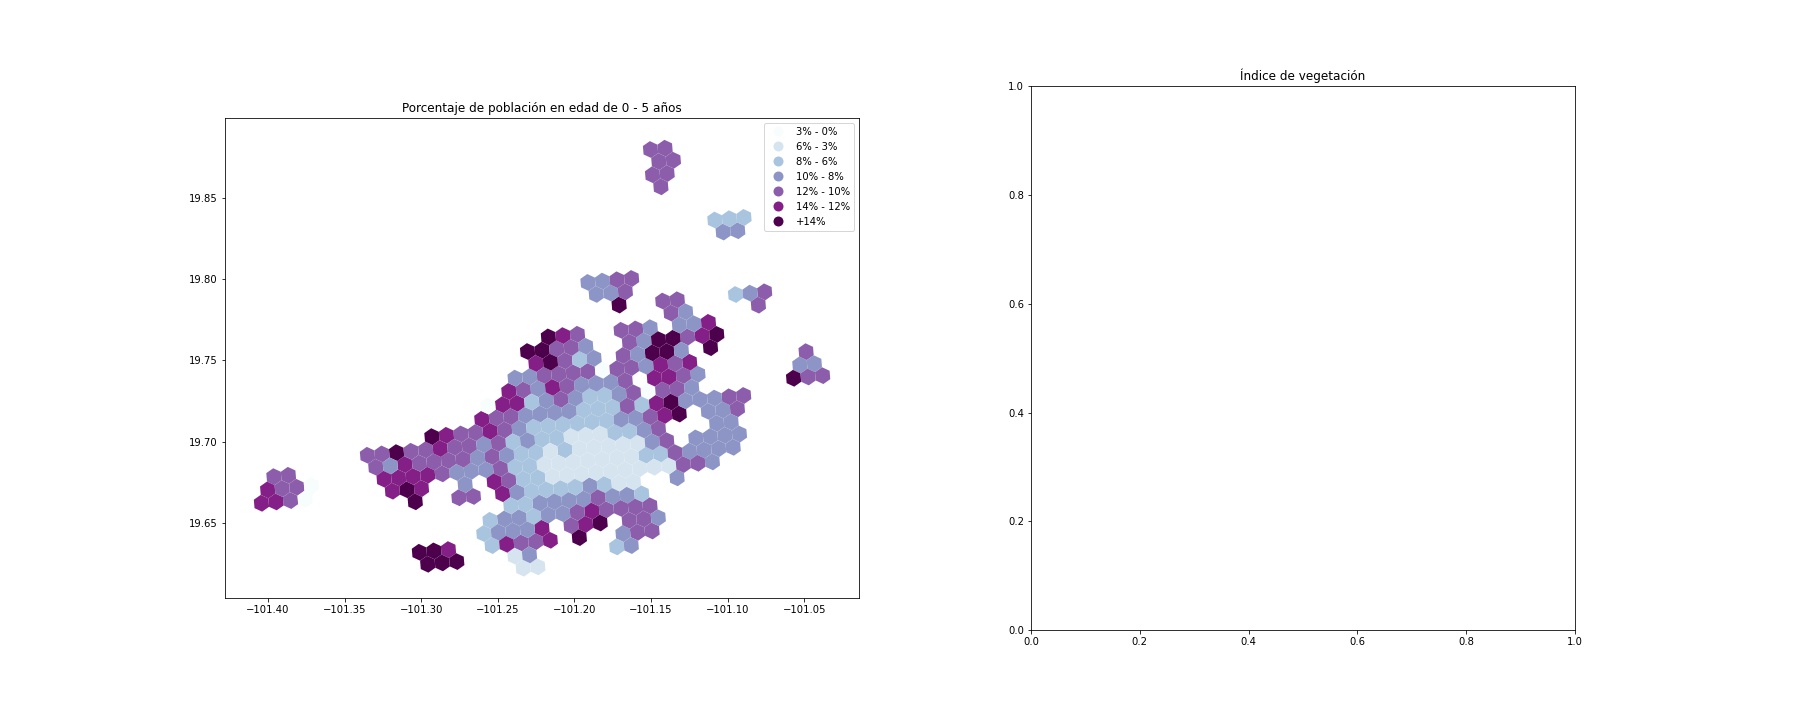 Porcentaje de población en edad de 0 - 5 años
3% - 0%
6% - 3%
8% - 6%
10% - 8%
12% - 10%
14% - 12%
+14%
19.85
19.80
19.75
19.70
19.65
−101.40 −101.35 −101.30 −101.25 −101.20 −101.15 −101.10 −101.05
Índice de vegetación
1.0
0.8
0.6
0.4
0.2
0.0
0.0 0.2 0.4 0.6 0.8 1.0